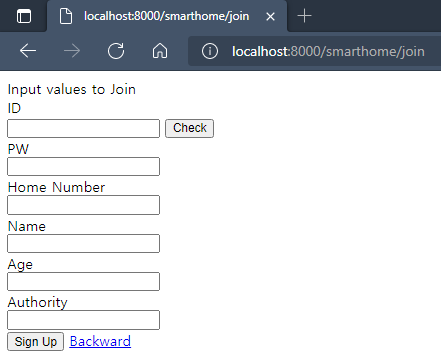 localhost:8000/smarthome/join
localhost:8000/smarthome/join
Input values to Join
ID
Check
PW
Home Number
Name
Age
Authority
Sign Up Backward